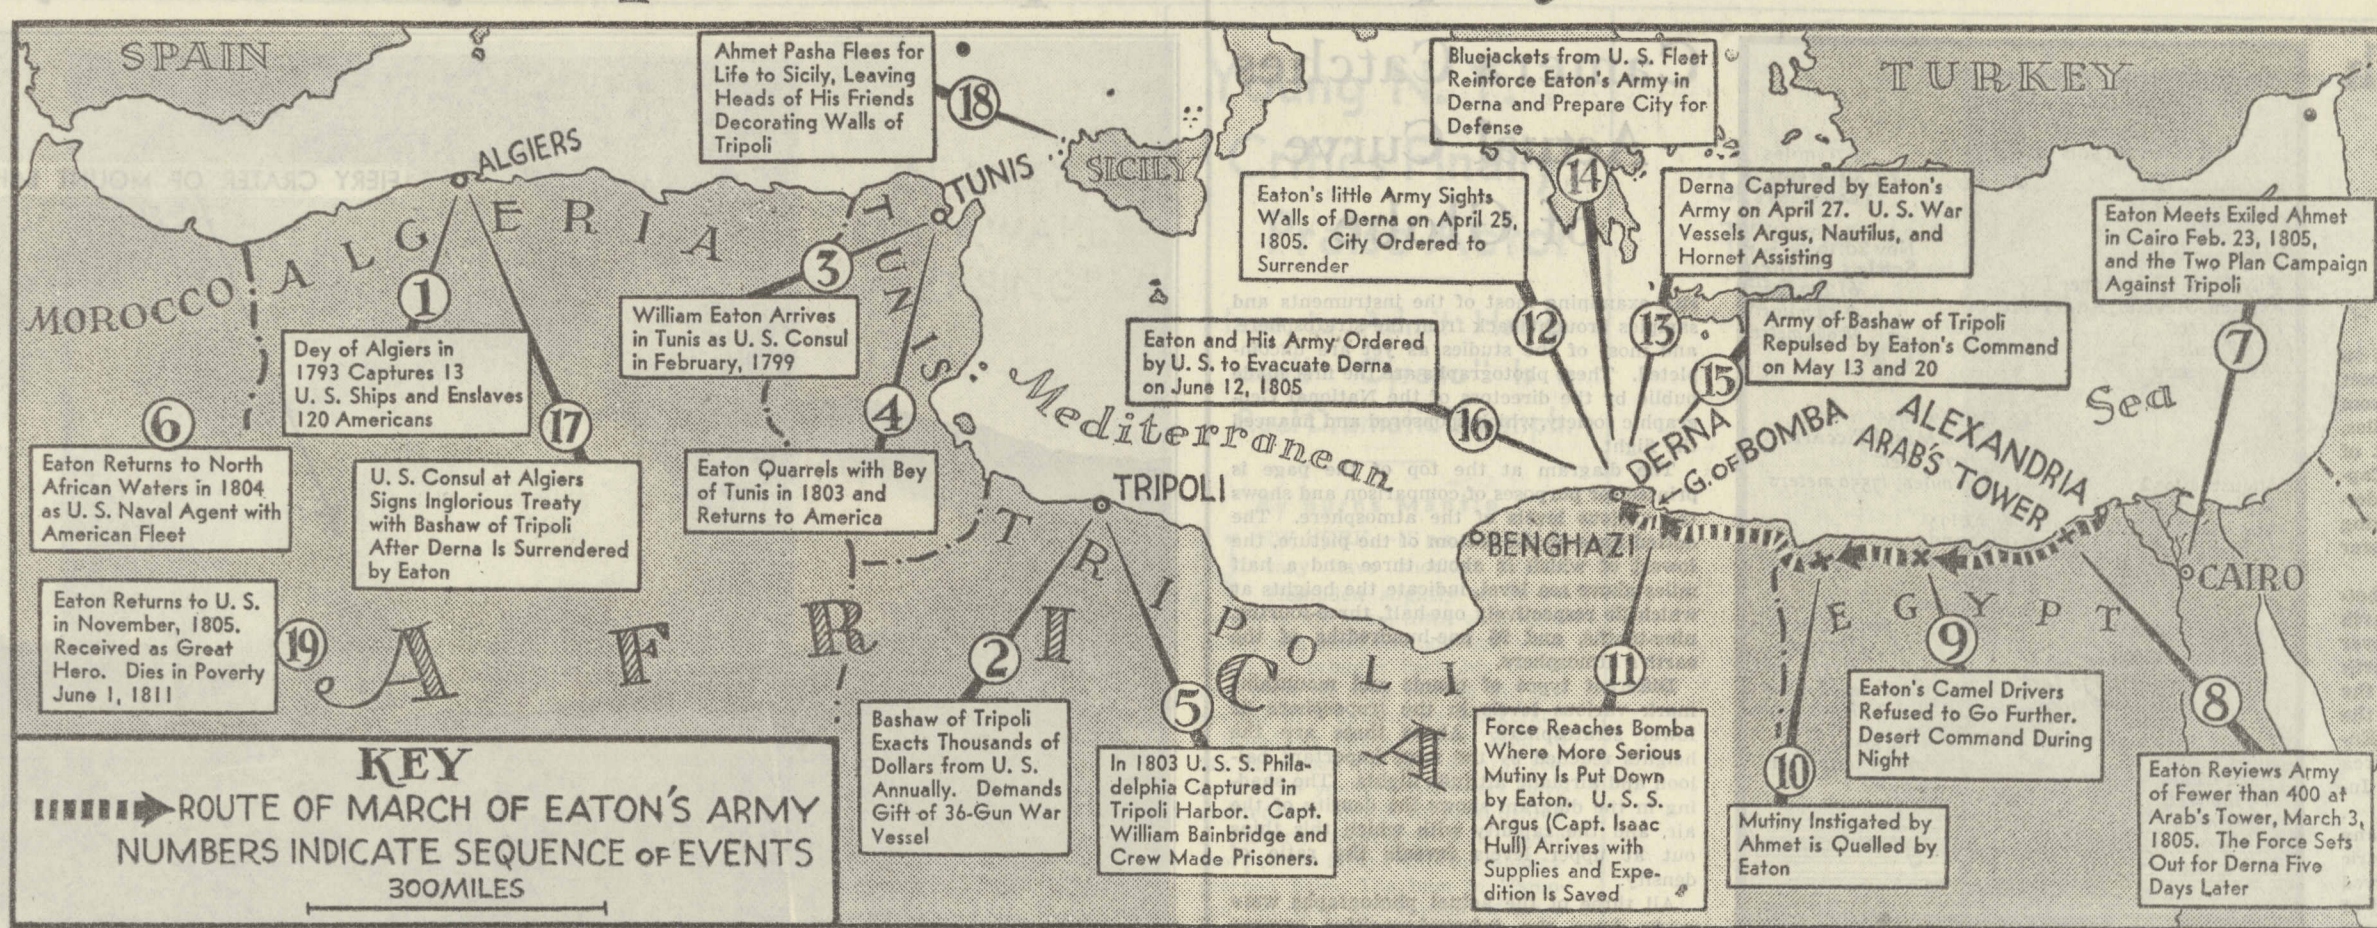 SPAIN
TURKEY
Ahmet Pasha Flees for
Life to Sicily, Leaving
Heads of His Friends
Decorating Walls of
Tripoli
18
Bluejackets from U. S. Fleet
Reinforce Eaton's Army in
Derna and Prepare City for
Defense
14
ALGIERS
TUNIS
SICILY
Eaton's little Army Sights
Walls of Derna on April 25,
1805. City Ordered to
Surrender
12
Derna Captured by Eaton's
Army on April 27. U. S. War
Vessels Argus, Nautilus, and
Hornet Assisting
13
Eaton Meets Exiled Ahmet
in Cairo Feb. 23, 1805,
and the Two Plan Campaign
Against Tripoli
7
MOROCCO
ALGERIA
TUNIS
1
Dey of Algiers in
1793 Captures 13
U. S. Ships and Enslaves
120 Americans
3
William Eaton Arrives
in Tunis as U. S. Consul
in February, 1799
Eaton and His Army Ordered
by U. S. to Evacuate Derna
on June 12, 1805
16
Army of Bashaw of Tripoli
Repulsed by Eaton's Command
on May 13 and 20
15
Mediterranean
Sea
6
Eaton Returns to North
African Waters in 1804
as U. S. Naval Agent with
American Fleet
17
U. S. Consul at Algiers
Signs Inglorious Treaty
with Bashaw of Tripoli
After Derna Is Surrendered
by Eaton
4
Eaton Quarrels with Bey
of Tunis in 1803 and
Returns to America
TRIPOLI
BENGHAZI
DERNA
G. OF BOMBA
ALEXANDRIA
ARAB'S TOWER
CAIRO
TRIPOLI
EGYPT
AFRICA
Eaton Returns to U. S.
in November, 1805.
Received as Great
Hero. Dies in Poverty
June 1, 1811
19
2
Bashaw of Tripoli
Exacts Thousands of
Dollars from U. S.
Annually. Demands
Gift of 36-Gun War
Vessel
5
In 1803 U. S. S. Phila-
delphia Captured in
Tripoli Harbor. Capt.
William Bainbridge and
Crew Made Prisoners.
11
Force Reaches Bomba
Where More Serious
Mutiny Is Put Down
by Eaton. U. S. S.
Argus (Capt. Isaac
Hull) Arrives with
Supplies and Expe-
dition Is Saved
10
Mutiny Instigated by
Ahmet is Quelled by
Eaton
9
Eaton's Camel Drivers
Refused to Go Further.
Desert Command During
Night
8
Eaton Reviews Army
of Fewer than 400 at
Arab's Tower, March 3,
1805. The Force Sets
Out for Derna Five
Days Later
KEY
ROUTE OF MARCH OF EATON'S ARMY
NUMBERS INDICATE SEQUENCE OF EVENTS
300 MILES